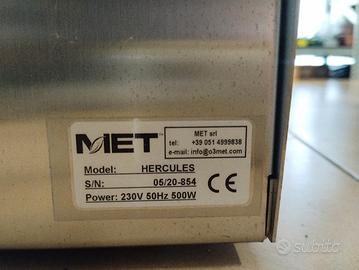 MET™
MET srl
tel: +39 051 4999838
e-mail: info@o3met.com
Model: HERCULES
S/N: 05/20-854
Power: 230V 50Hz 500W
CE
subito